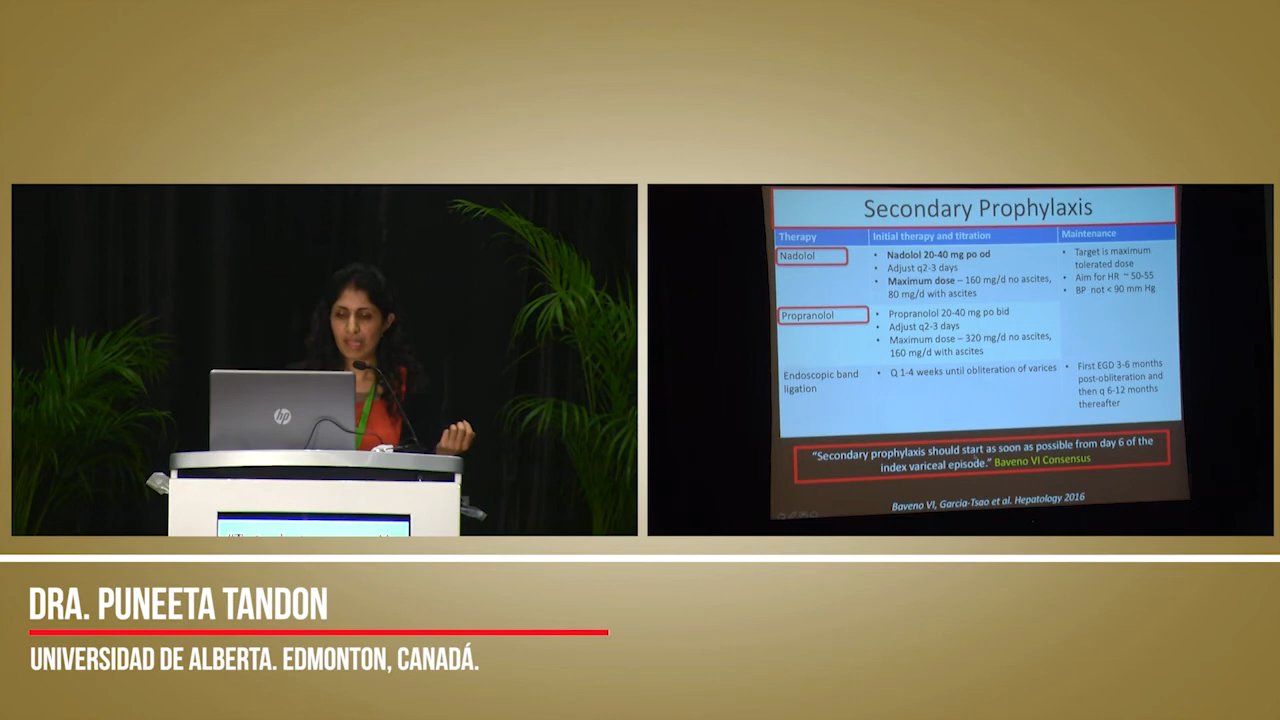 hp
Secondary Prophylaxis
Therapy
Initial therapy and titration
Maintenance
Nadolol
• Nadolol 20-40 mg po od
• Adjust q2-3 days
• Maximum dose – 160 mg/d no ascites,
80 mg/d with ascites
• Target is maximum
tolerated dose
• Aim for HR ~ 50-55
• BP not < 90 mm Hg
Propranolol
• Propranolol 20-40 mg po bid
• Adjust q2-3 days
• Maximum dose – 320 mg/d no ascites,
160 mg/d with ascites
Endoscopic band
ligation
• Q 1-4 weeks until obliteration of varices
• First EGD 3-6 months
post-obliteration and
then q 6-12 months
thereafter
"Secondary prophylaxis should start as soon as possible from day 6 of the
index variceal episode." Baveno VI Consensus
Baveno VI, Garcia-Tsao et al. Hepatology 2016
DRA. PUNEETA TANDON
UNIVERSIDAD DE ALBERTA. EDMONTON, CANADÁ.